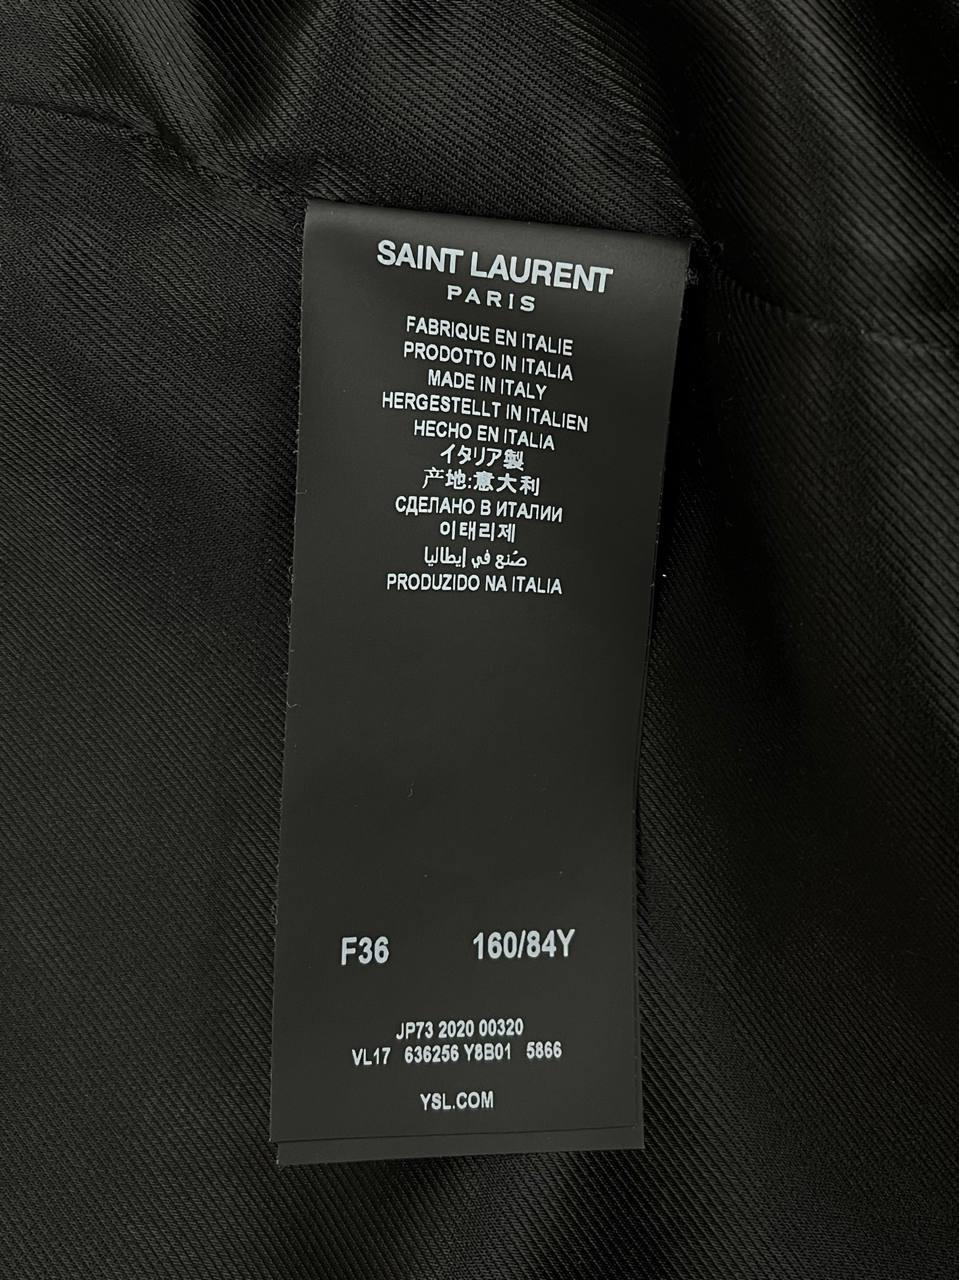 SAINT LAURENT
PARIS
FABRIQUE EN ITALIE
PRODOTTO IN ITALIA
MADE IN ITALY
HERGESTELLT IN ITALIEN
HECHO EN ITALIA
イタリア製
产地:意大利
СДЕЛАНО В ИТАЛИИ
이태리제
صُنع في إيطاليا
PRODUZIDO NA ITALIA
F36 160/84Y
JP73 2020 00320
VL17 636256 Y8B01 5866
YSL.COM